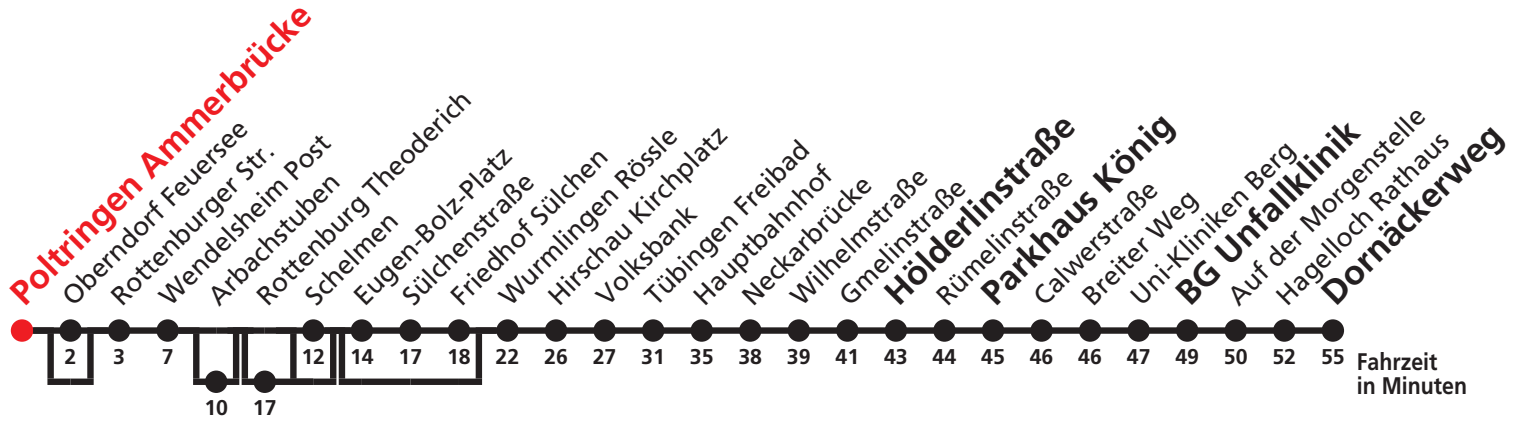 Poltringen Ammerbrücke
Oberndorf Feuersee
Rottenburger Str.
Wendelsheim Post
Arbachstuben
Rottenburg Theoderich
Schelmen
Eugen-Bolz-Platz
Sülchenstraße
Friedhof Sülchen
Wurmlingen Rössle
Hirschau Kirchplatz
Volksbank
Tübingen Freibad
Hauptbahnhof
Neckarbrücke
Wilhelmstraße
Gmelinstraße
Hölderlinstraße
Rümelinstraße
Parkhaus König
Calwerstraße
Breiter Weg
Uni-Kliniken Berg
BG Unfallklinik
Auf der Morgenstelle
Hagelloch Rathaus
Dornäckerweg
2 3 7 12 14 17 18 22 26 27 31 35 38 39 41 43 44 45 46 46 47 49 50 52 55
10 17
Fahrzeit
in Minuten